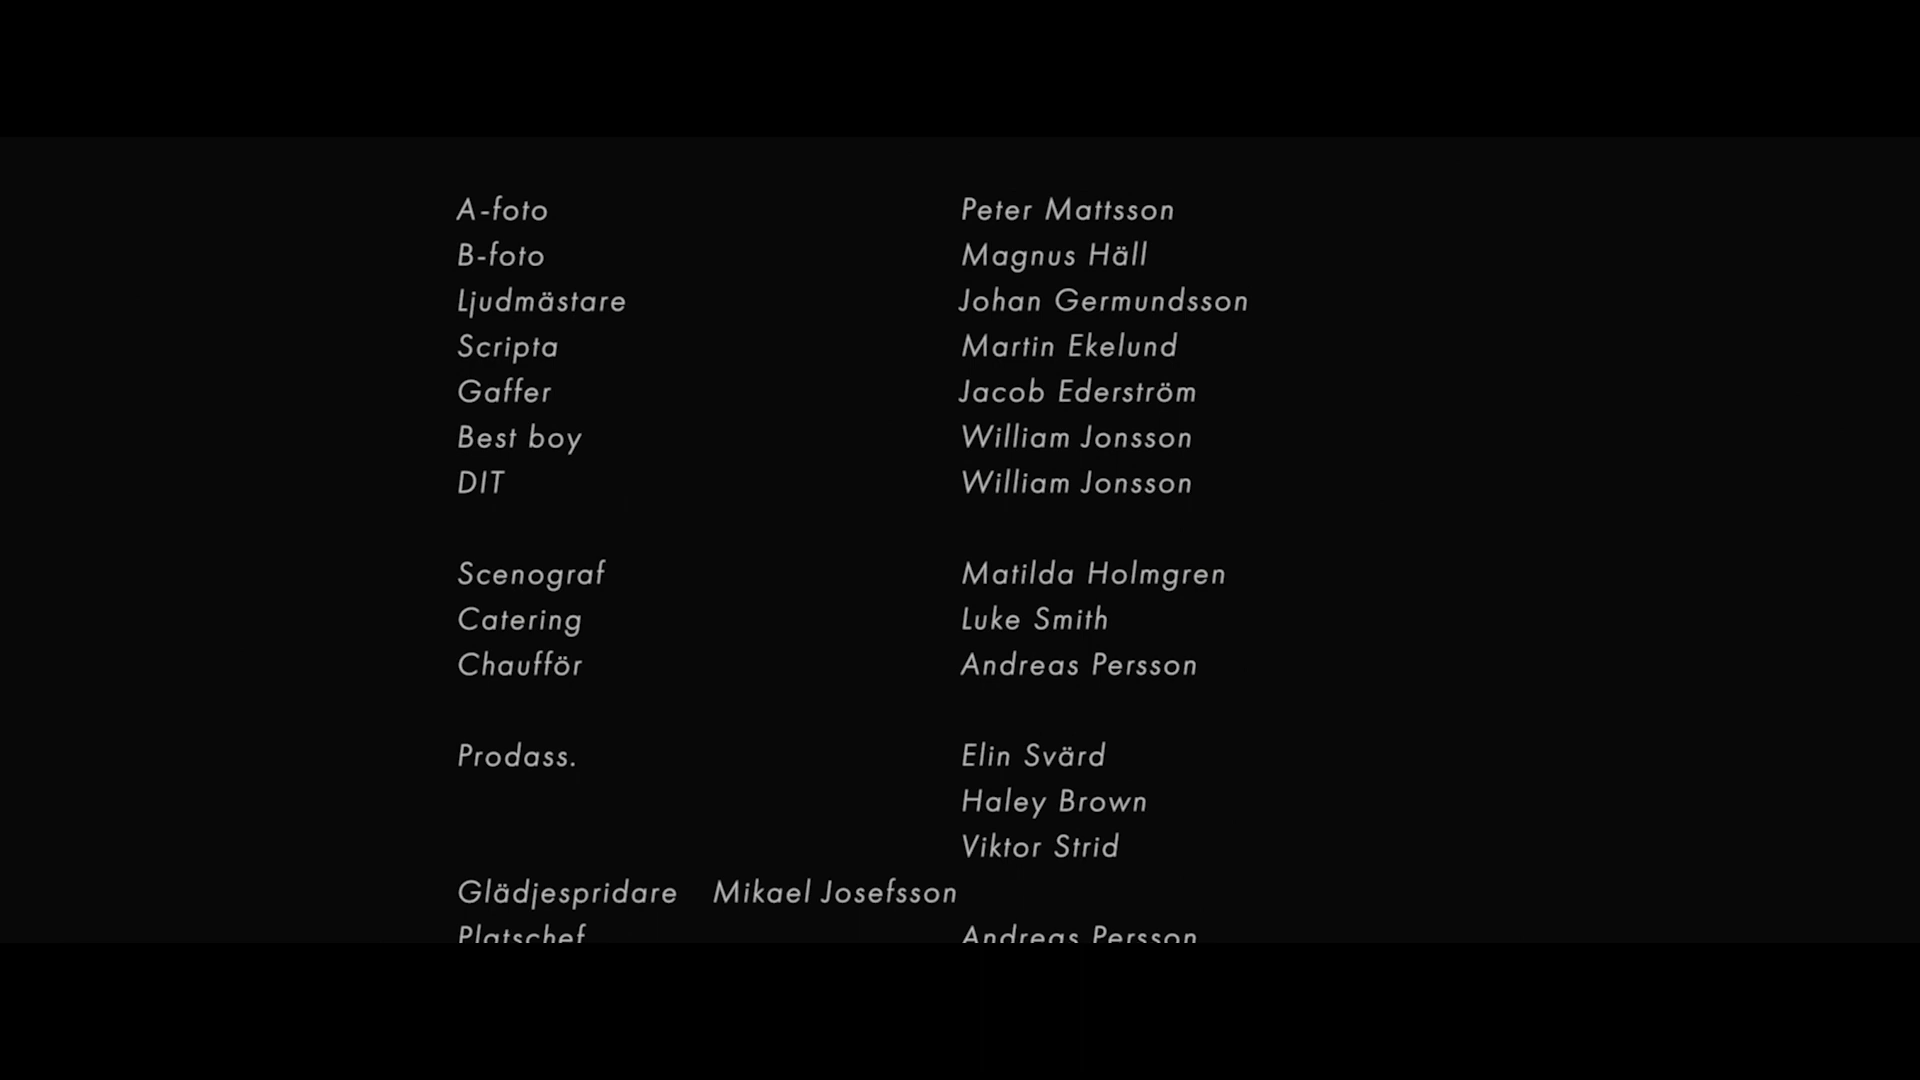 A-foto Peter Mattsson
B-foto Magnus Häll
Ljudmästare Johan Germundsson
Scripta Martin Ekelund
Gaffer Jacob Ederström
Best boy William Jonsson
DIT William Jonsson
Scenograf Matilda Holmgren
Catering Luke Smith
Chaufför Andreas Persson
Prodass. Elin Svärd
Haley Brown
Viktor Strid
Glädjespridare Mikael Josefsson
Platschef Andreas Persson